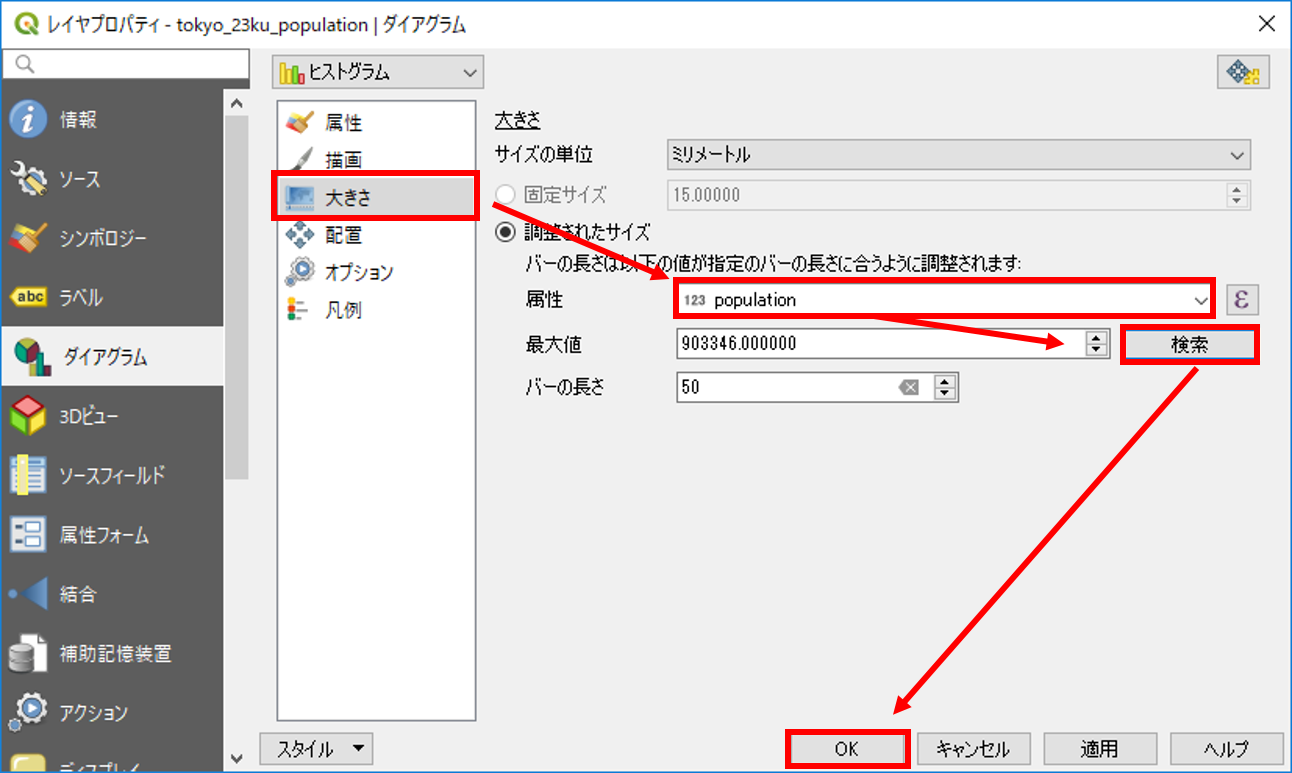 レイヤプロパティ - tokyo_23ku_population | ダイアグラム
ヒストグラム
情報
ソース
シンボロジー
ラベル
ダイアグラム
3Dビュー
ソースフィールド
属性フォーム
結合
補助記憶装置
アクション
ディスプレイ
abc
属性
描画
大きさ
配置
オプション
凡例
大きさ
サイズの単位 ミリメートル
固定サイズ 15.00000
調整されたサイズ
バーの長さは以下の値が指定のバーの長さに合うように調整されます:
属性 123 population ε
最大値 903346.000000 検索
バーの長さ 50
スタイル OK キャンセル 適用 ヘルプ